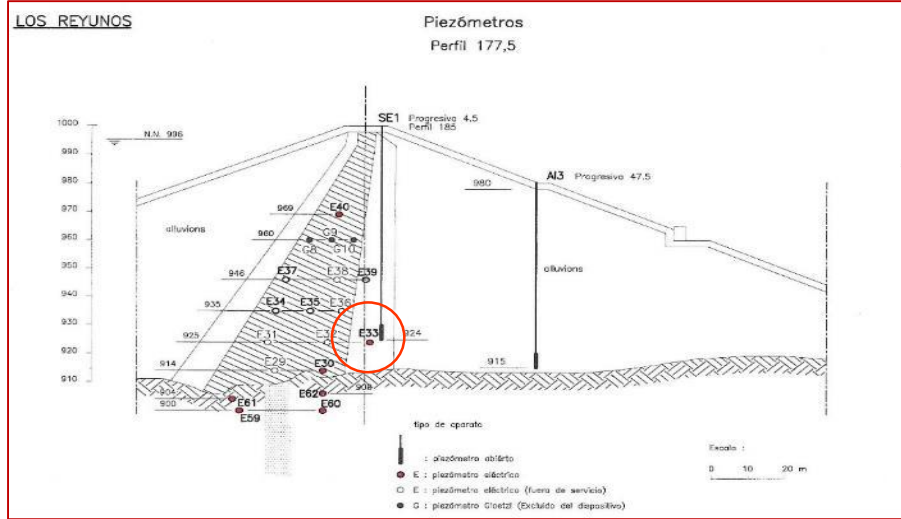 LOS REYUNOS
Piezómetros
Perfil 177,5
SE1 Progresiva 4.5
Perfil 185
N.N. 996
AI3 Progresiva 47.5
1000
990
980
970
960
950
940
930
920
910
980
969
E40
960
G8 G9 G10
alluvions
alluvions
946
E37 E38 E39
935
E34 E35 E36
925
E31 E32 E33 924
914
E29 E30
915
904
E61
E62 908
900
E59 E60
tipo de aparato
: piezómetro abiérto
E : piezómetro eléctrico
E : piezómetro eléctrico (fuera de servicio)
G : piezómetro Gloetzl (Excluido del dispositivo)
Escala :
0 10 20 m